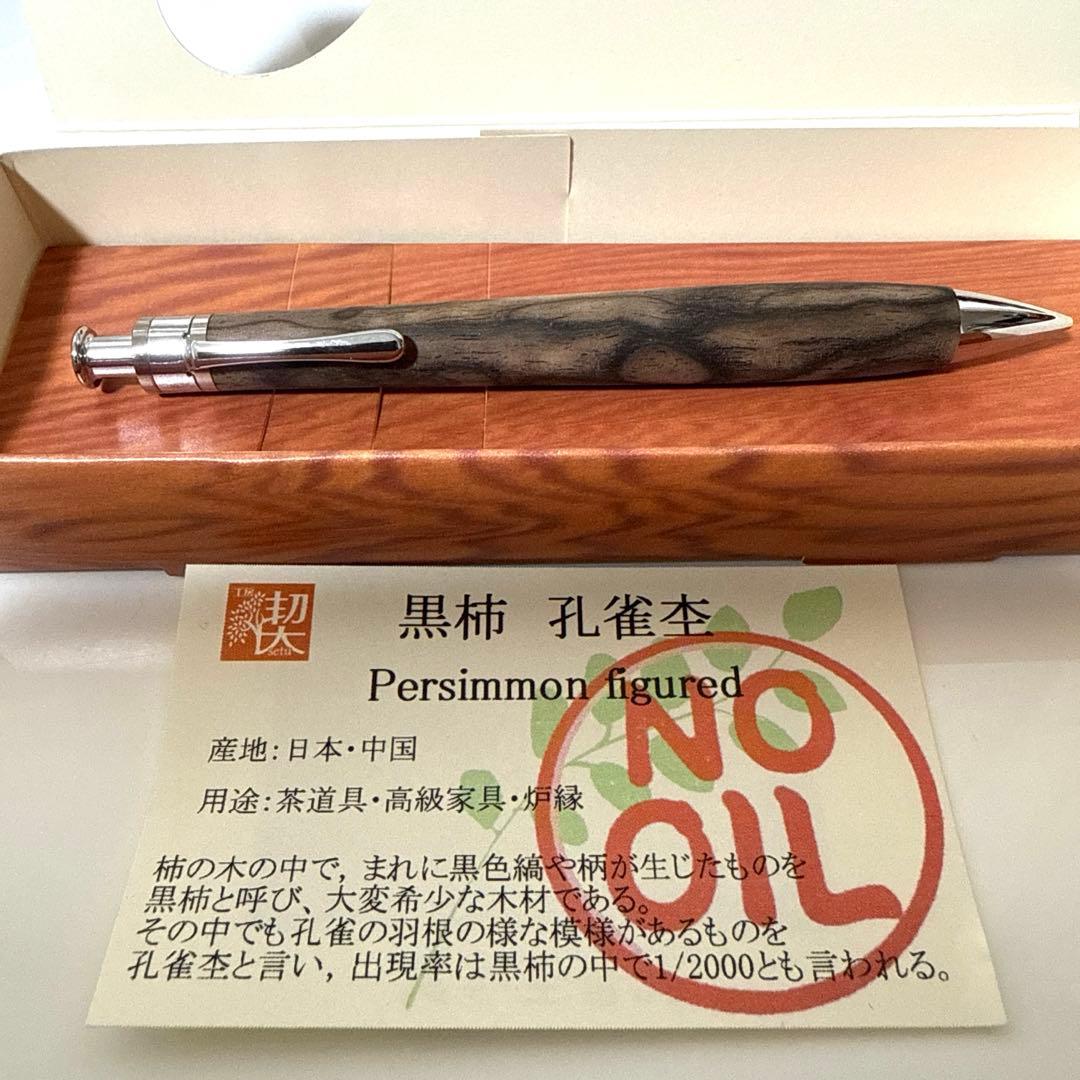 工房
契
setu
黒柿 孔雀杢
Persimmon figured
産地:日本・中国
用途:茶道具・高級家具・炉縁
柿の木の中で,まれに黒色縞や柄が生じたものを
黒柿と呼び、大変希少な木材である。
その中でも孔雀の羽根の様な模様があるものを
孔雀杢と言い,出現率は黒柿の中で1/2000とも言われる。
NO
OIL